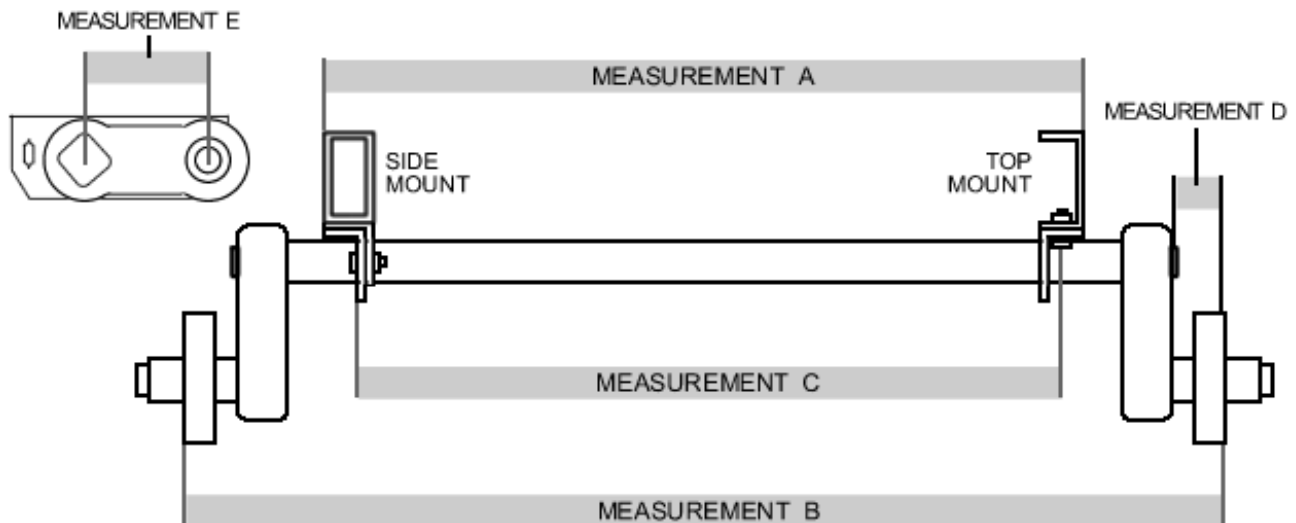 MEASUREMENT E
MEASUREMENT A
MEASUREMENT D
SIDE
MOUNT
TOP
MOUNT
MEASUREMENT C
MEASUREMENT B